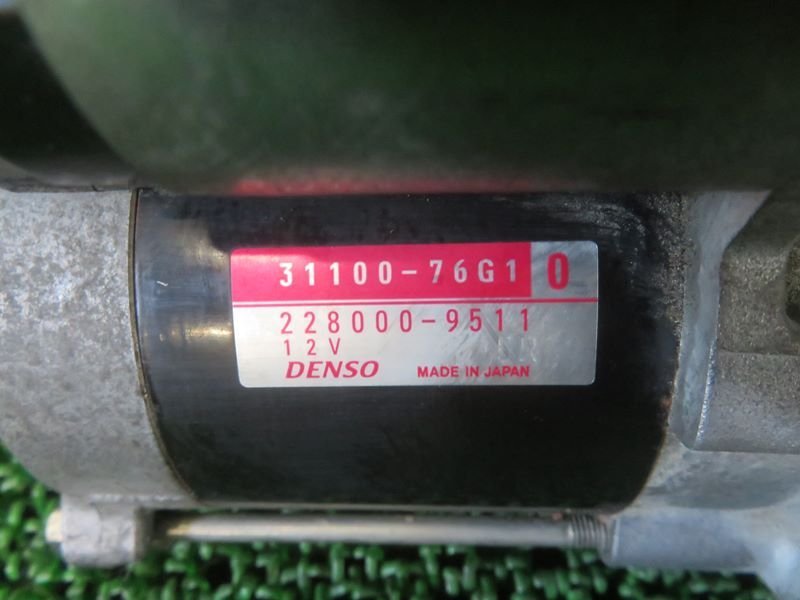 31100-76G1 0
228000-9511
12V
DENSO MADE IN JAPAN